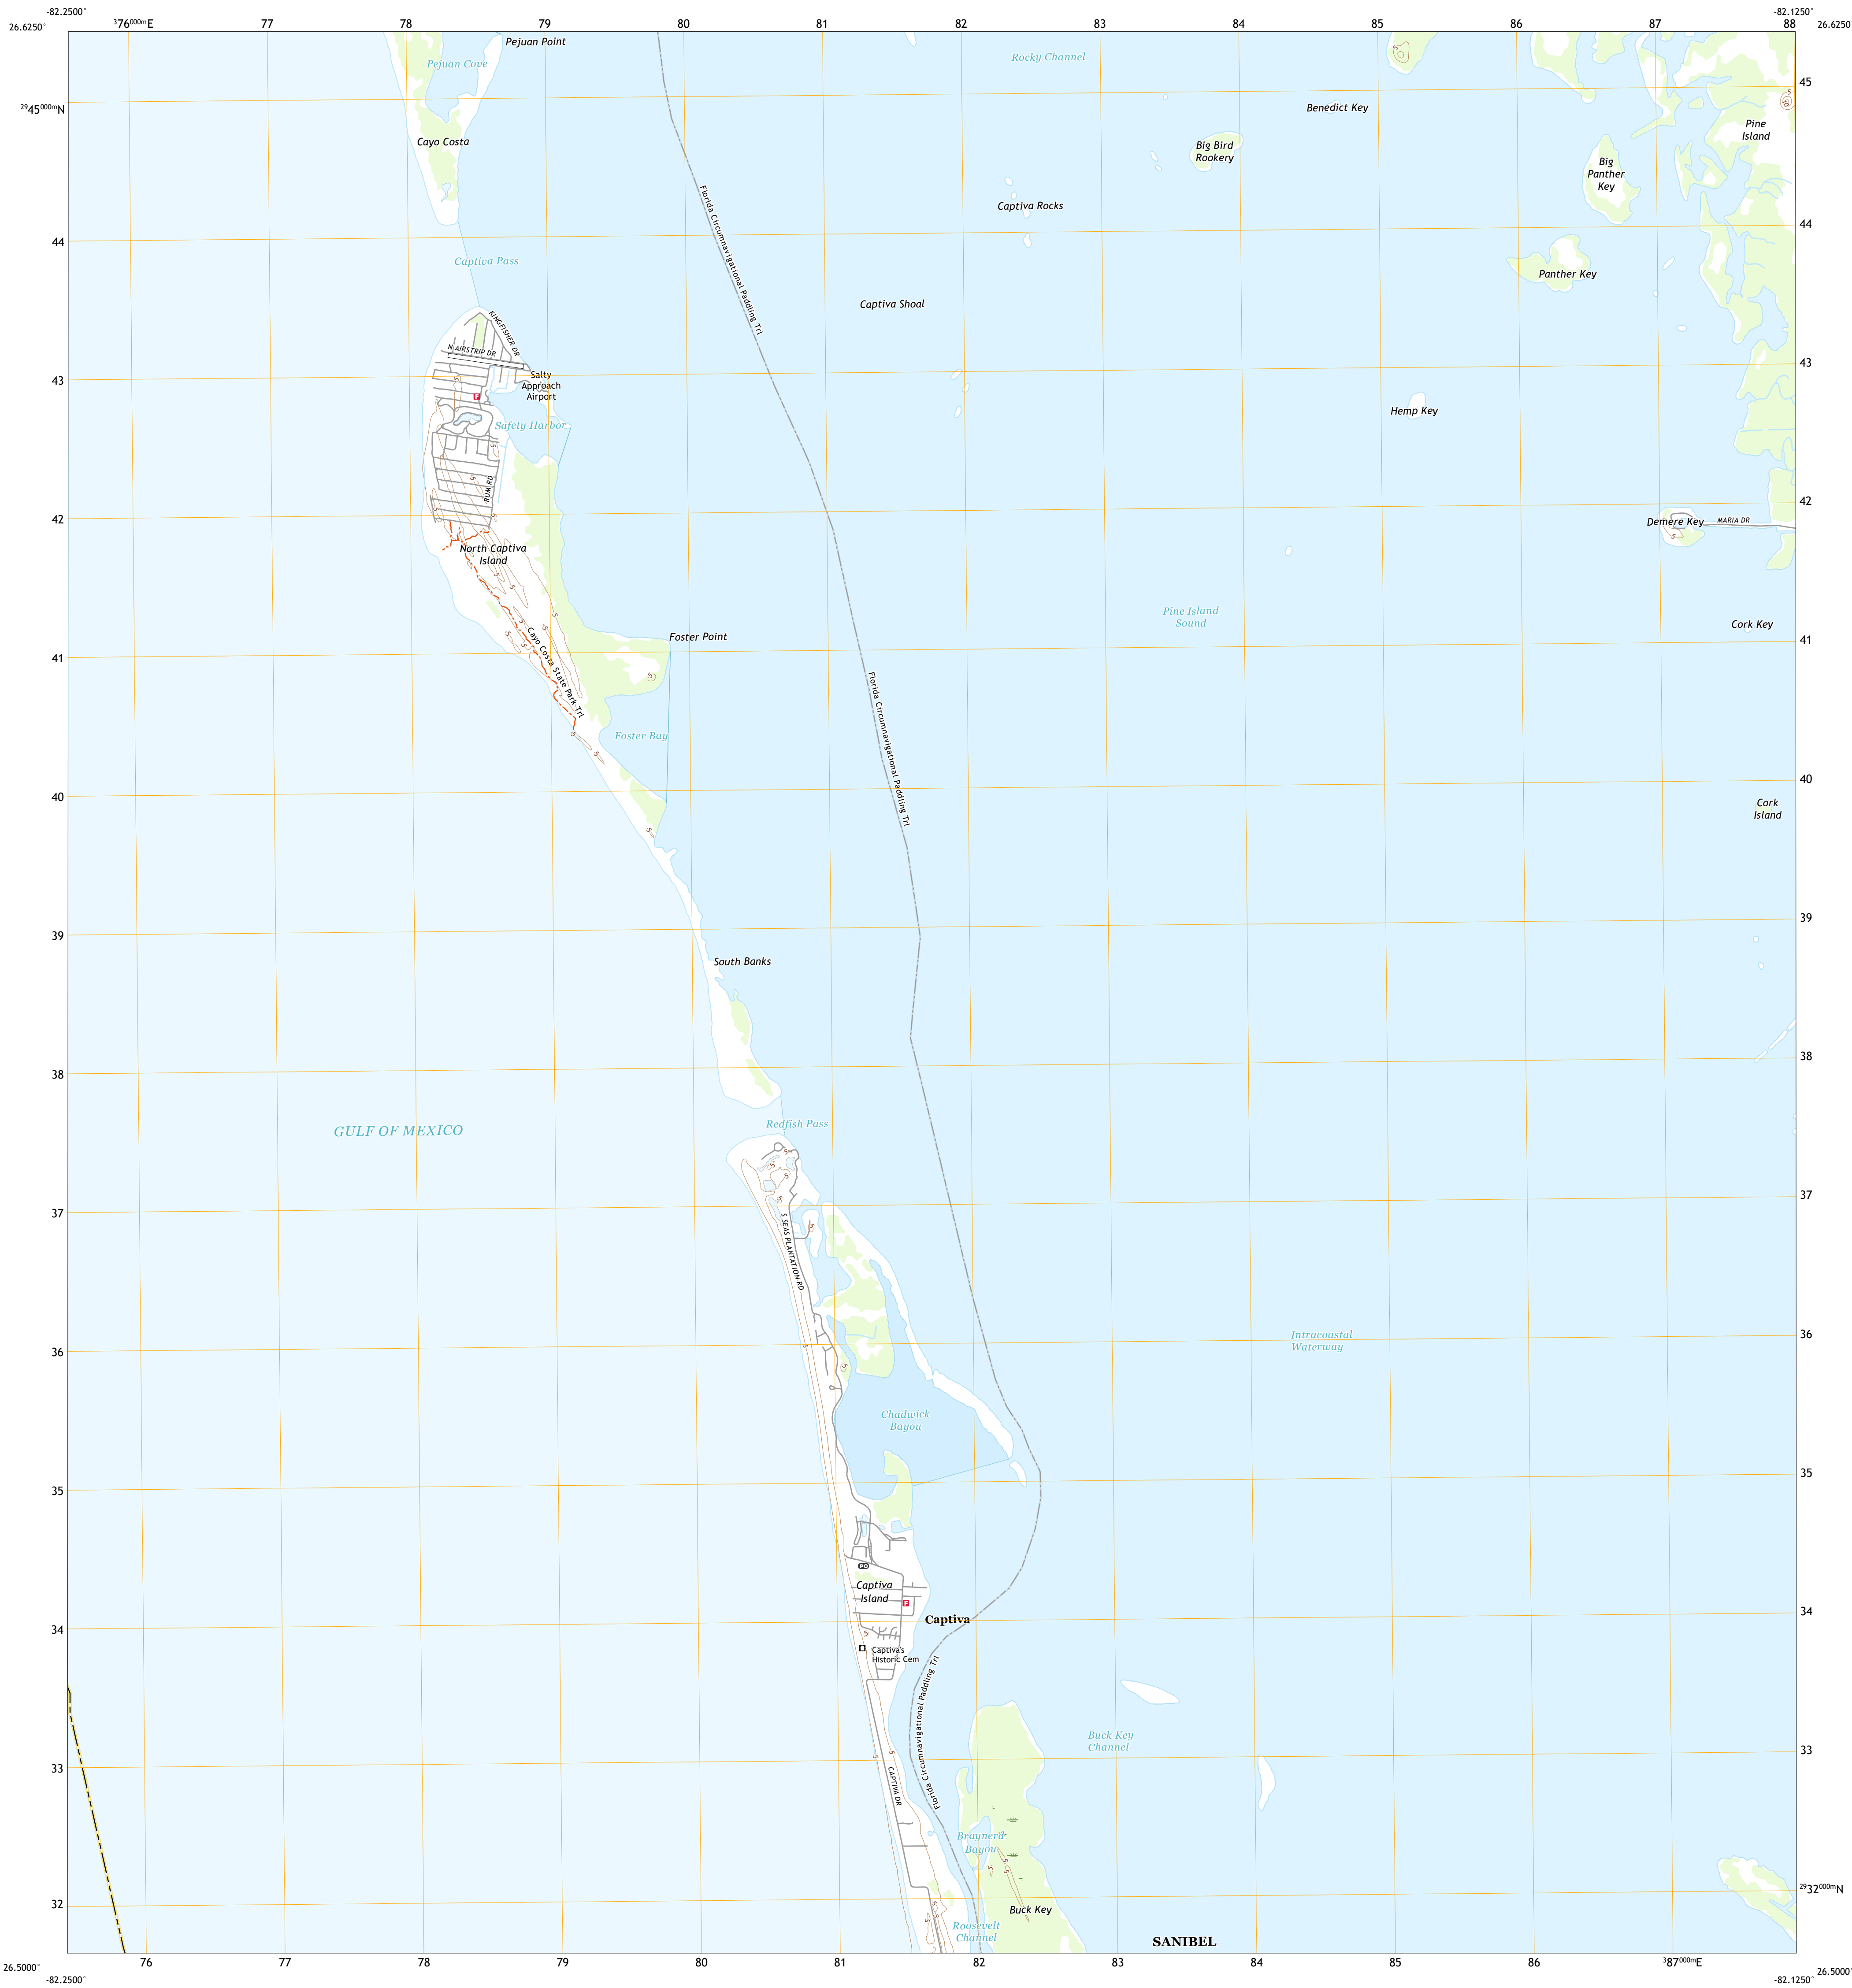 -82.2500°
-82.1250°
26.6250
26.6250
³76⁰⁰⁰ᵐE
77
78
79
80
81
82
83
84
85
86
87
88
Pejuan Point
Pejuan Cove
Rocky Channel
45
²⁹45⁰⁰⁰ᵐN
Benedict Key
5
10
Pine
Island
Cayo Costa
Big Bird
Rookery
Big
Panther
Key
Captiva Rocks
44
44
Florida Circumnavigational Paddling Trl
Captiva Pass
Panther Key
Captiva Shoal
KINGFISHER DR
N AIRSTRIP DR
43
43
Salty
Approach
Airport
F
Safety Harbor
Hemp Key
RUM RD
42
42
Demere Key
MARIA DR
North Captiva
Island
Pine Island
Sound
Cork Key
41
41
Foster Point
Cayo Costa State Park Trl
Florida Circumnavigational Paddling Trl
Foster Bay
40
40
Cork
Island
39
39
South Banks
38
38
Redfish Pass
GULF OF MEXICO
37
37
S SEAS PLANTATION RD
Intracoastal
Waterway
36
36
Chadwick
Bayou
35
35
PO
Captiva
Island
F
Captiva
34
34
Captiva's
Historic Cem
Florida Circumnavigational Paddling Trl
Buck Key
Channel
33
33
CAPTIVA DR
Braynerd
Bayou
32
²⁹32⁰⁰⁰ᵐN
Buck Key
Roosevelt
Channel
SANIBEL
76
77
78
79
80
81
82
83
84
85
86
³87⁰⁰⁰ᵐE
26.5000°
26.5000°
-82.2500°
-82.1250°